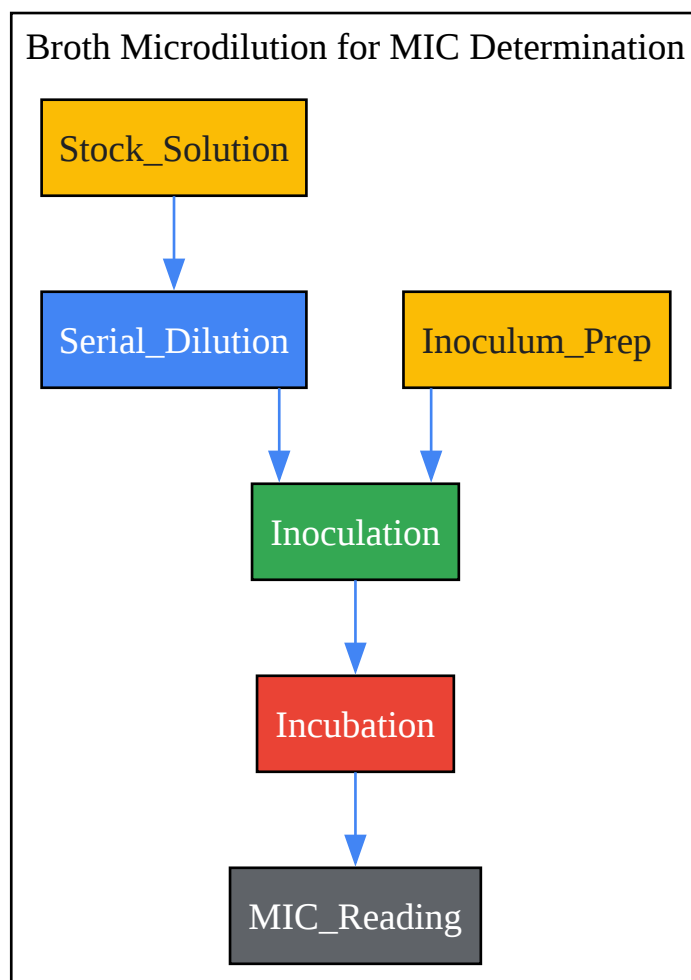 Broth Microdilution for MIC Determination
Stock_Solution
Serial_Dilution
Inoculum_Prep
Inoculation
Incubation
MIC_Reading